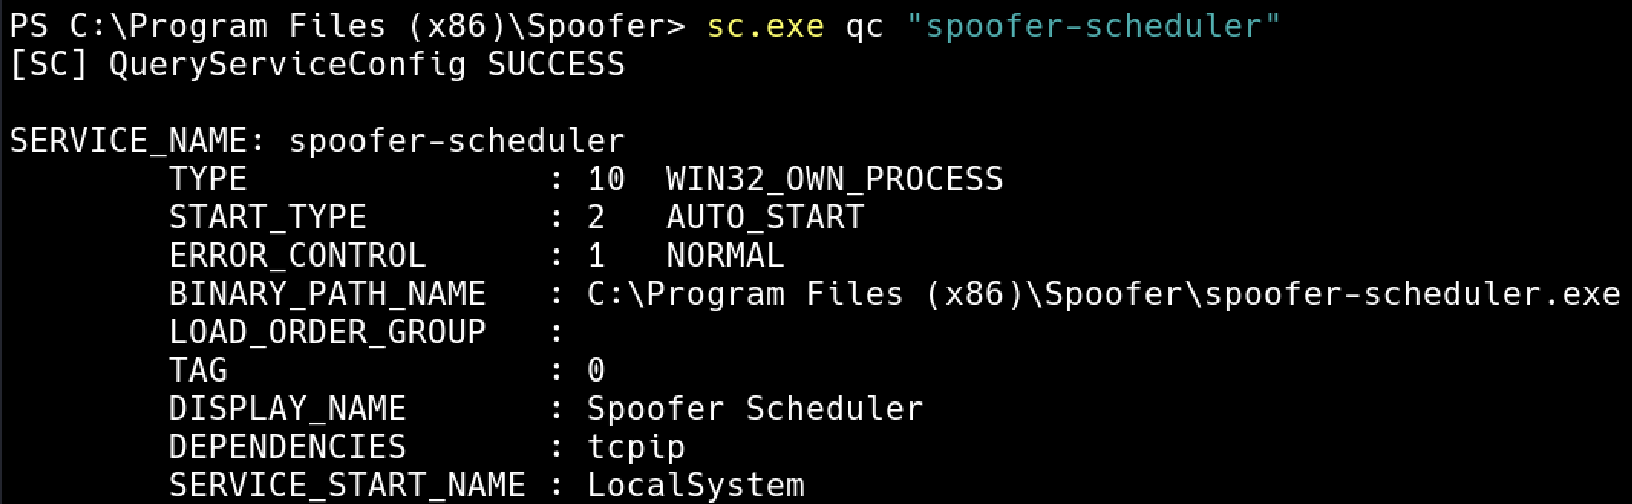 PS C:\Program Files (x86)\Spoofer> sc.exe qc "spoofer-scheduler"
[SC] QueryServiceConfig SUCCESS

SERVICE_NAME: spoofer-scheduler
        TYPE               : 10  WIN32_OWN_PROCESS
        START_TYPE         : 2   AUTO_START
        ERROR_CONTROL      : 1   NORMAL
        BINARY_PATH_NAME   : C:\Program Files (x86)\Spoofer\spoofer-scheduler.exe
        LOAD_ORDER_GROUP   :
        TAG                : 0
        DISPLAY_NAME       : Spoofer Scheduler
        DEPENDENCIES       : tcpip
        SERVICE_START_NAME : LocalSystem